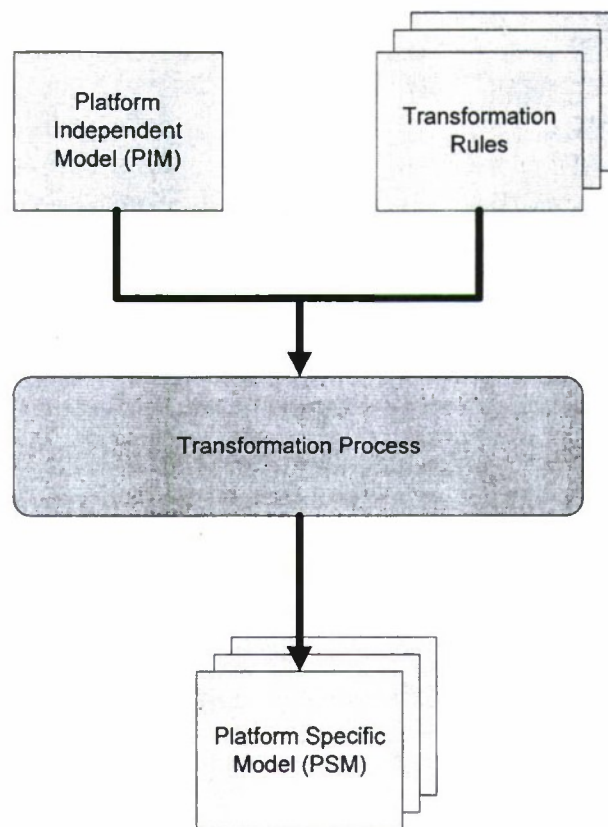 Platform
Independent
Model (PIM)
Transformation
Rules
Transformation Process
Platform Specific
Model (PSM)